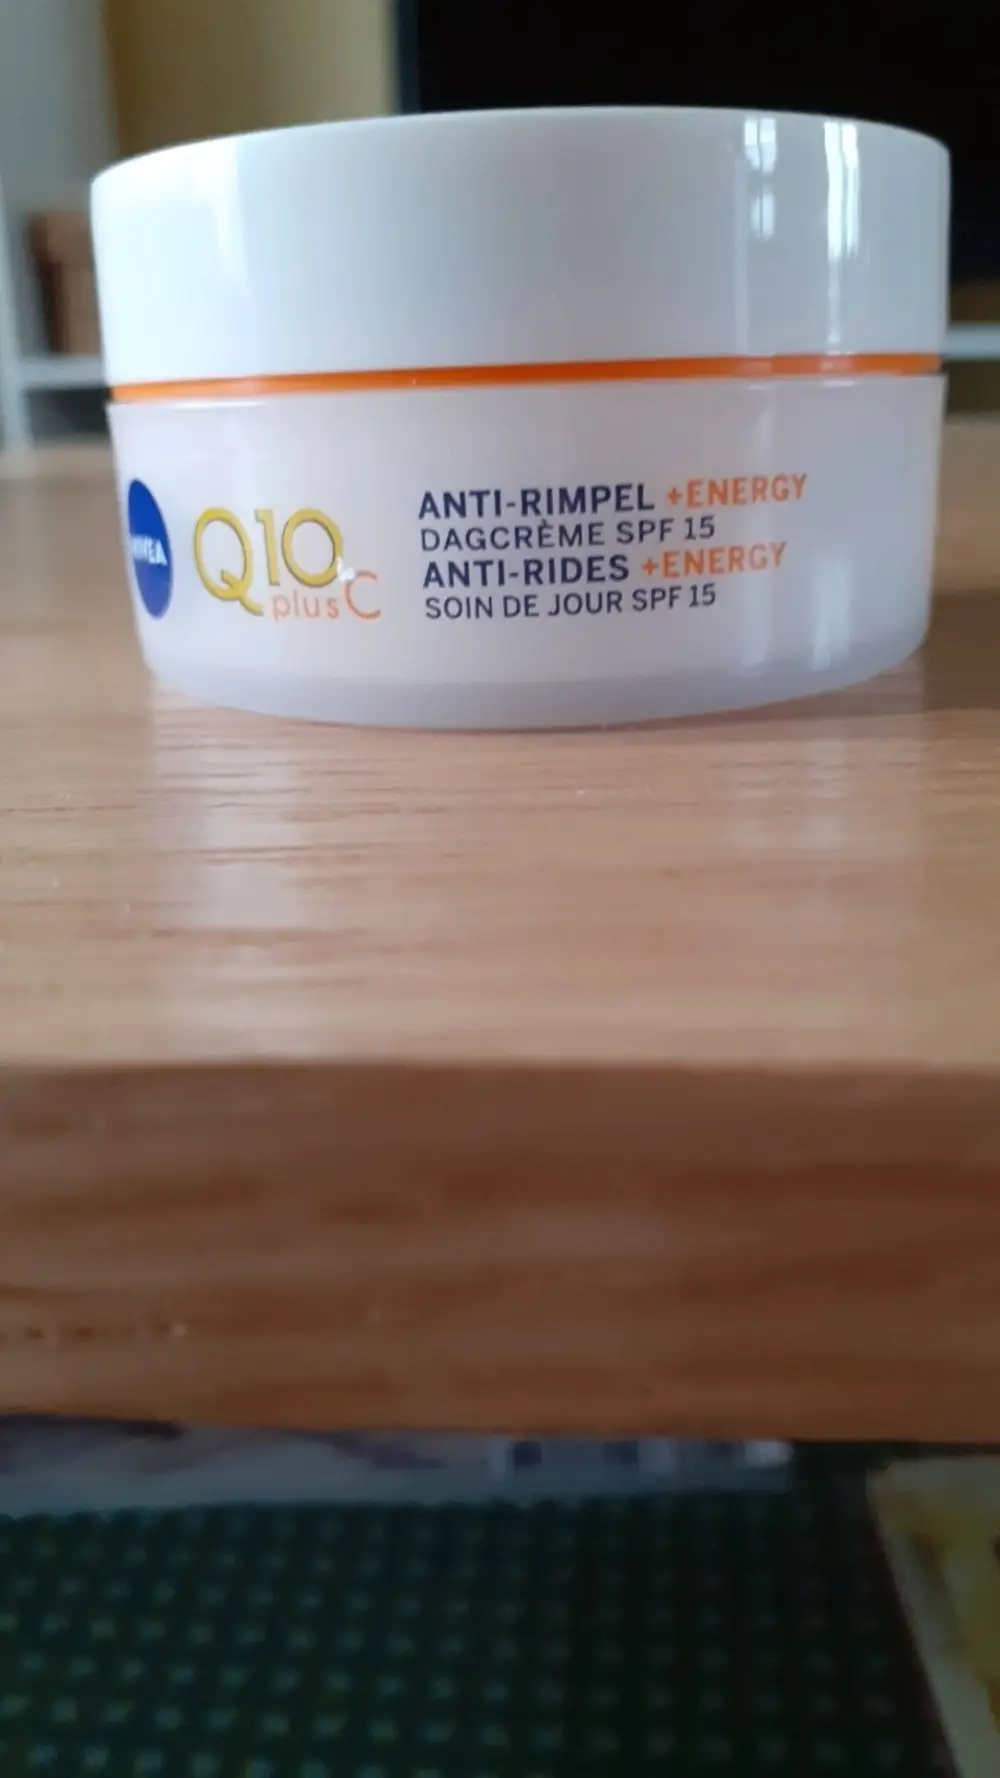 NIVEA
Q10
plus C
ANTI-RIMPEL +ENERGY
DAGCRÈME SPF 15
ANTI-RIDES +ENERGY
SOIN DE JOUR SPF 15